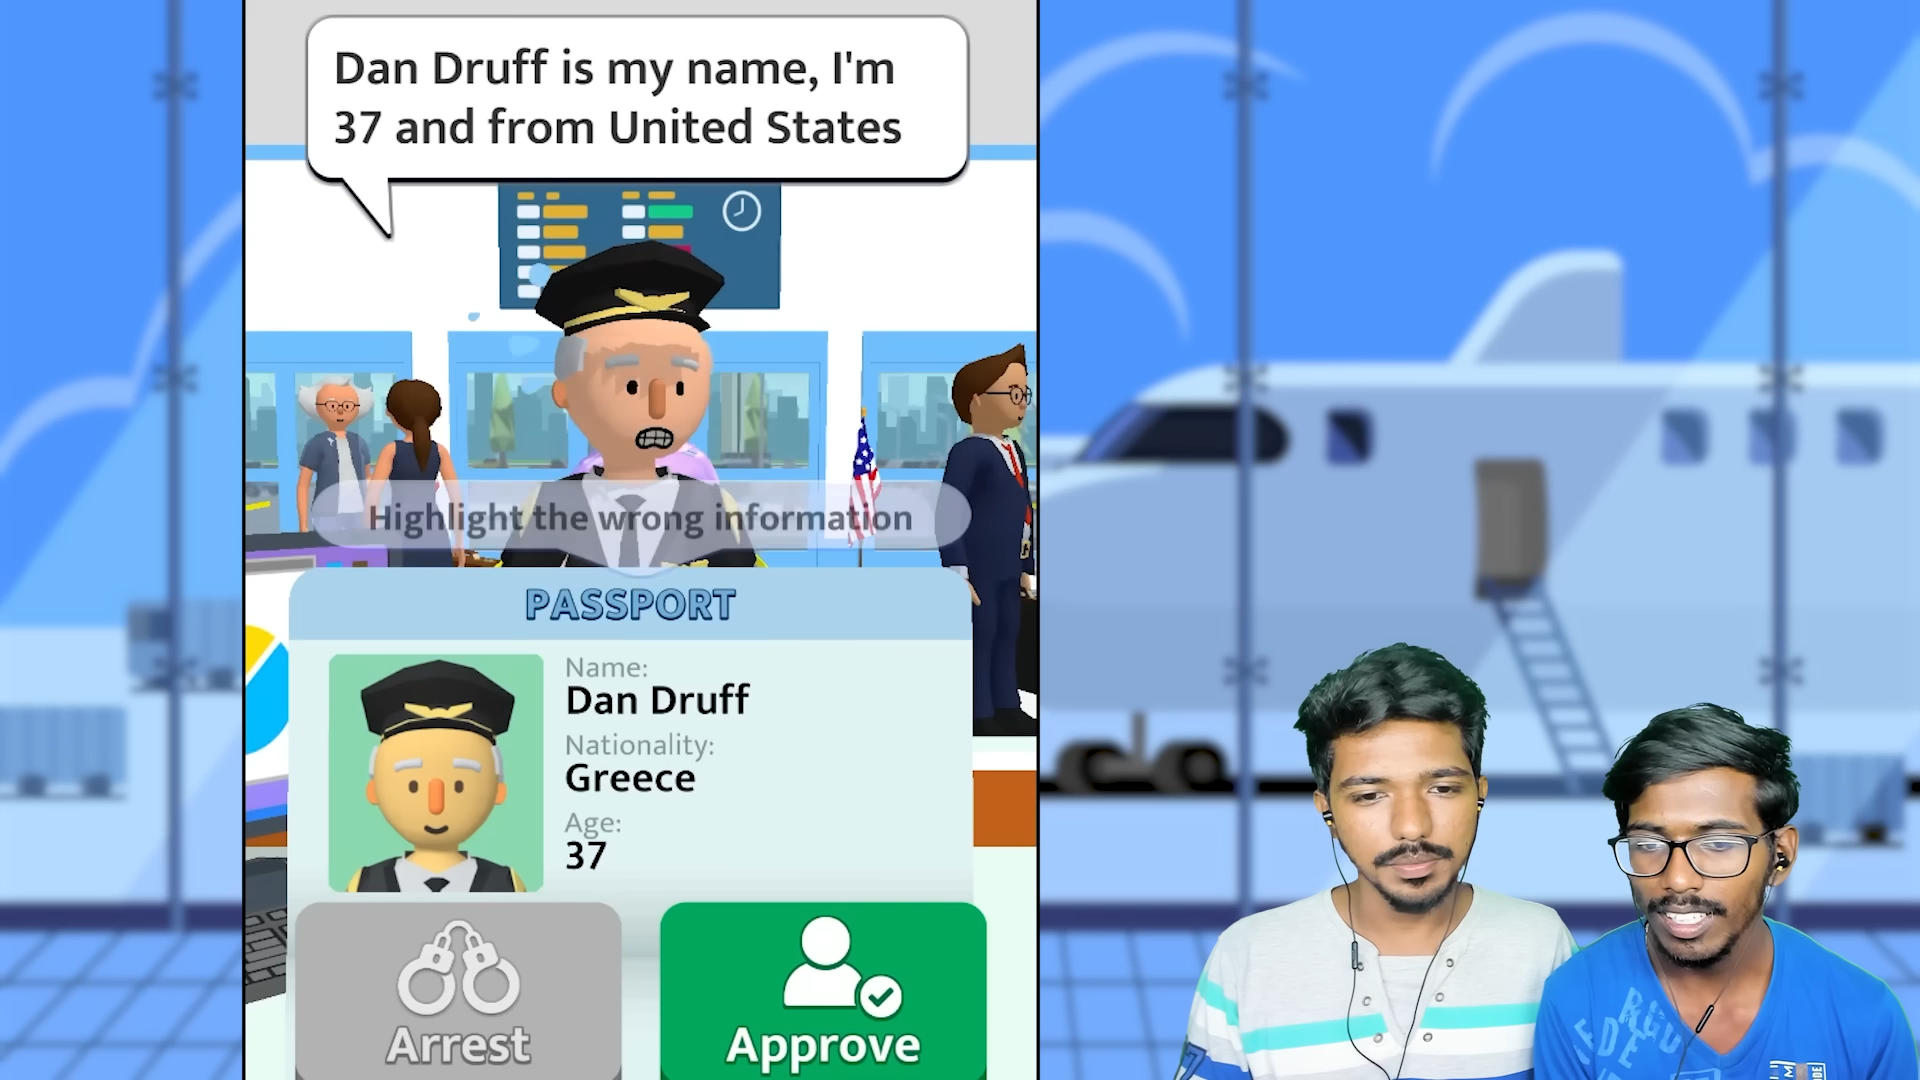 Dan Druff is my name, I'm
37 and from United States
Highlight the wrong information
PASSPORT
Name:
Dan Druff
Nationality:
Greece
Age:
37
Arrest
Approve